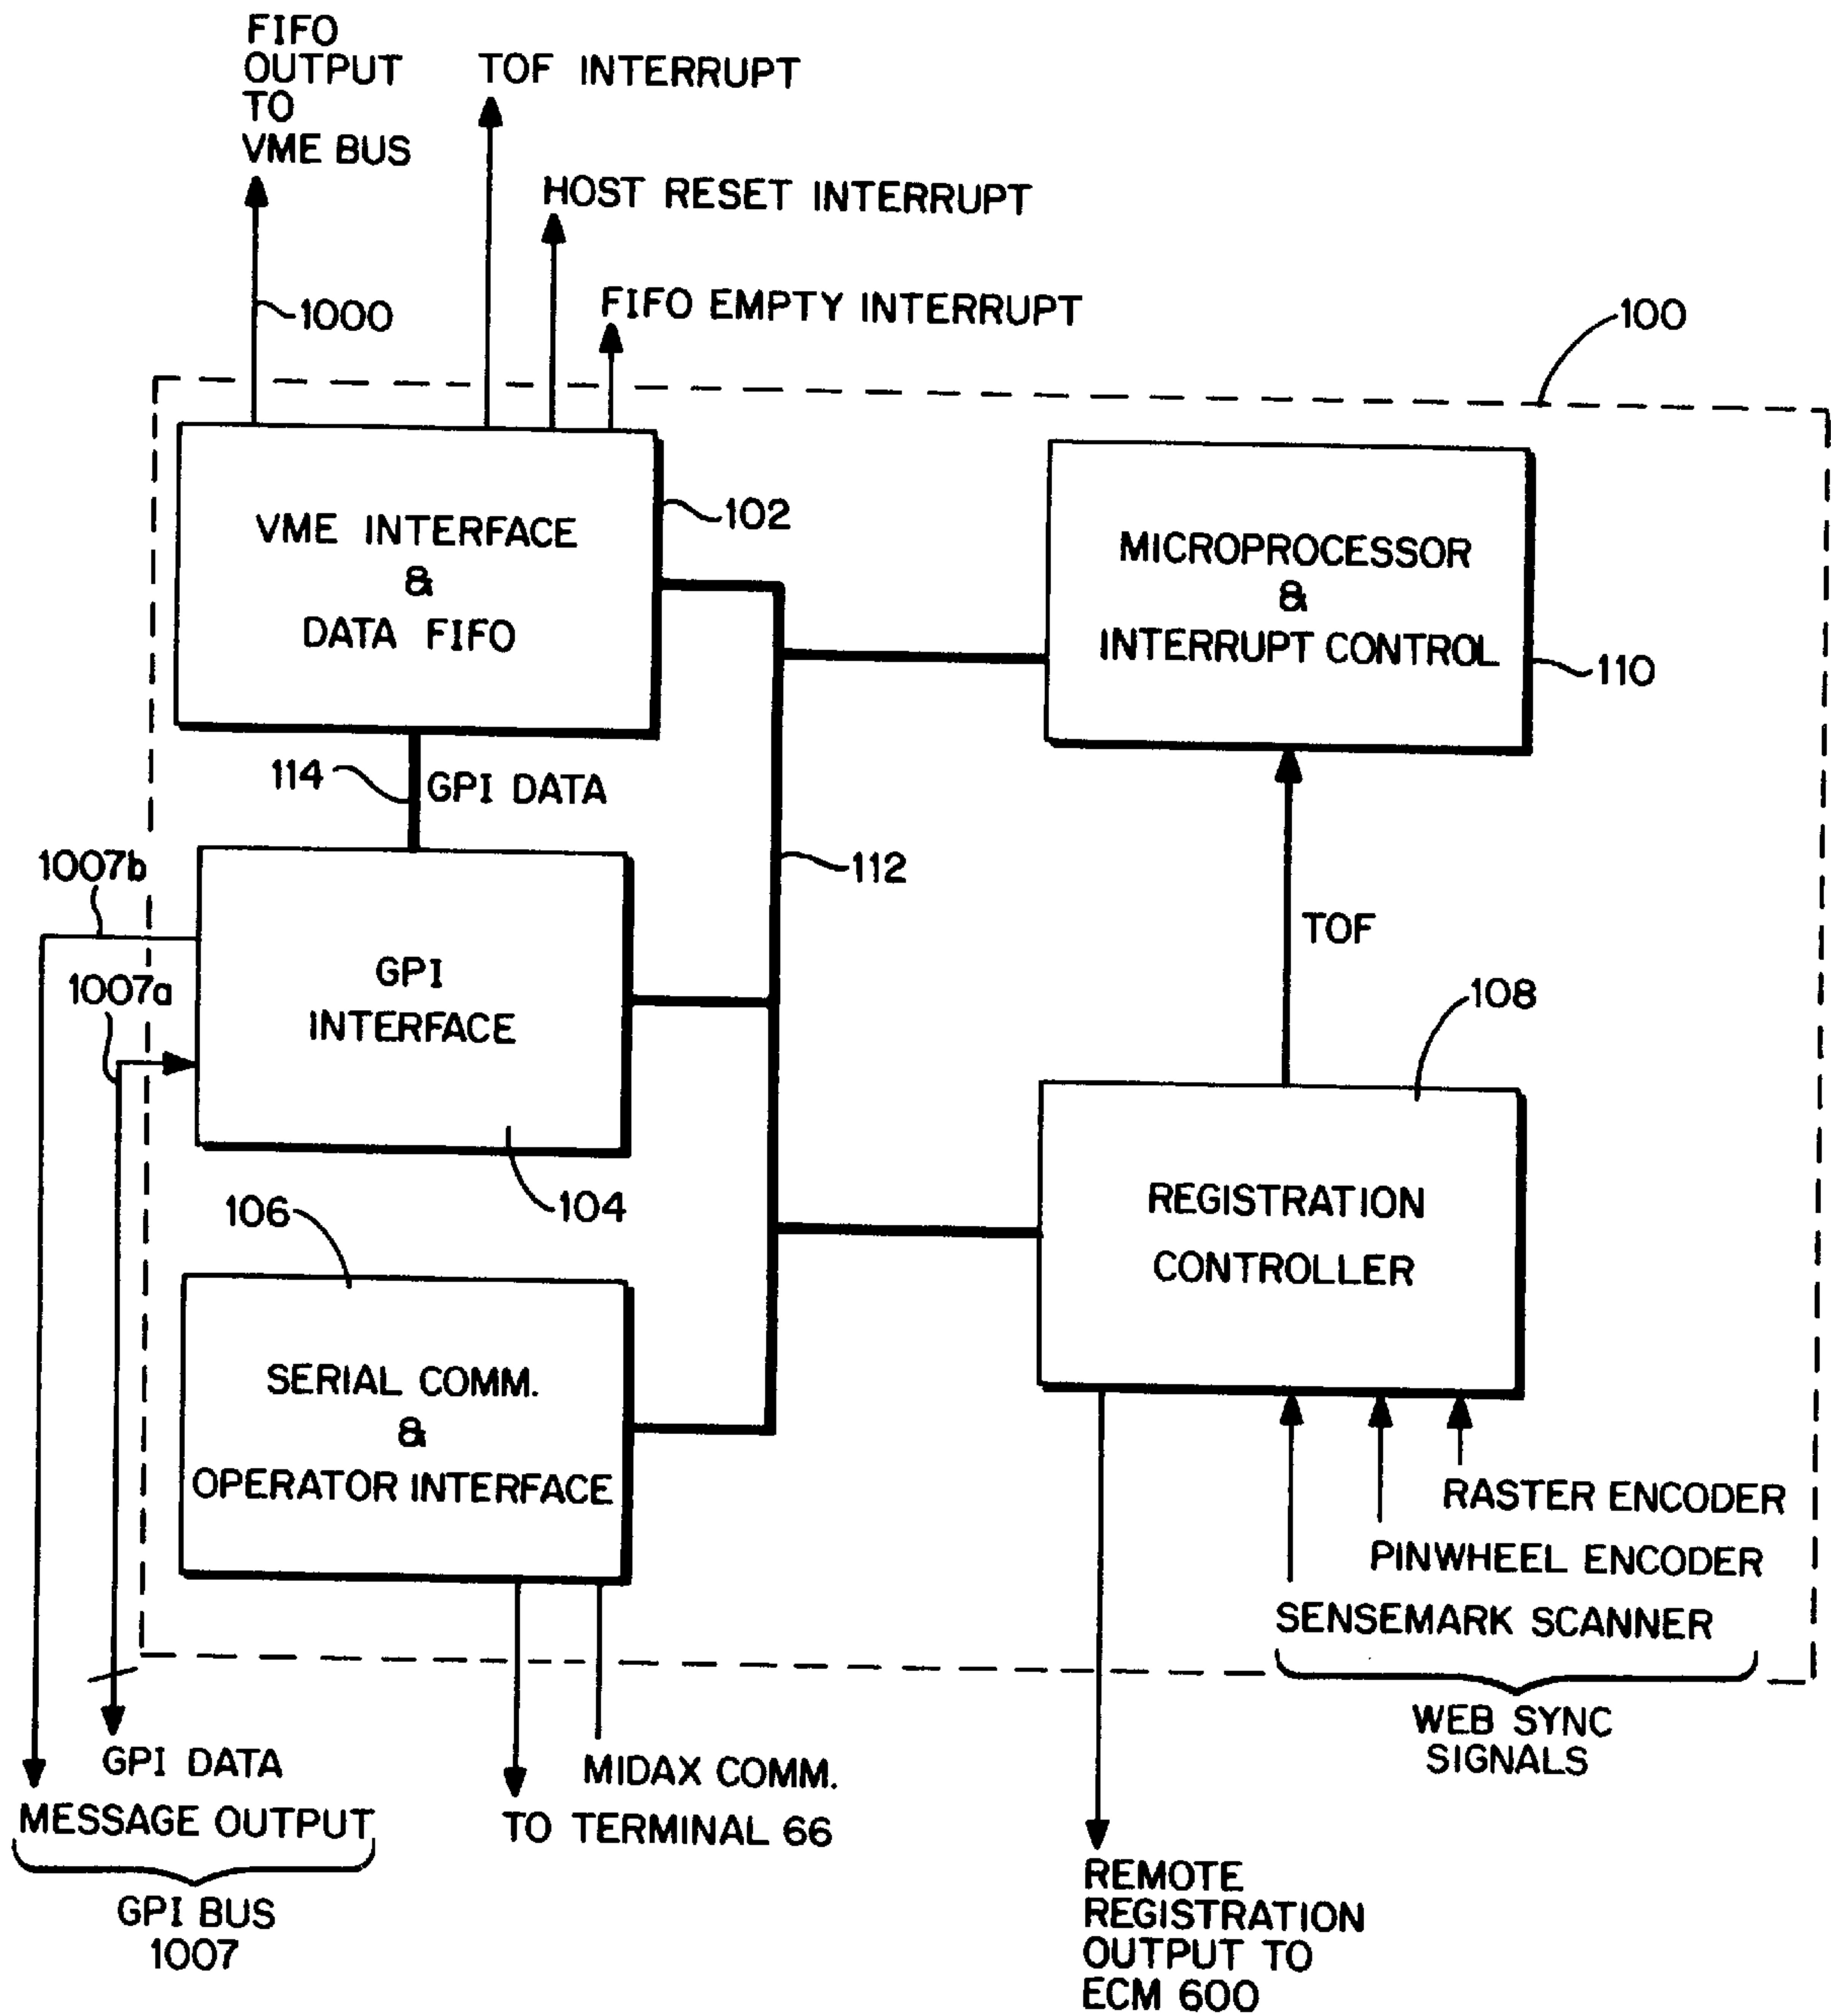 FIFO
OUTPUT
TO
VME BUS
TOF INTERRUPT
HOST RESET INTERRUPT
FIFO EMPTY INTERRUPT
1000
100
VME INTERFACE
&
DATA FIFO
102
MICROPROCESSOR
&
INTERRUPT CONTROL
110
114
GPI DATA
112
1007b
1007a
GPI
INTERFACE
104
TOF
108
REGISTRATION
CONTROLLER
106
SERIAL COMM.
&
OPERATOR INTERFACE
RASTER ENCODER
PINWHEEL ENCODER
SENSEMARK SCANNER
WEB SYNC
SIGNALS
GPI DATA
MESSAGE OUTPUT
GPI BUS
1007
MIDAX COMM.
TO TERMINAL 66
REMOTE
REGISTRATION
OUTPUT TO
ECM 600